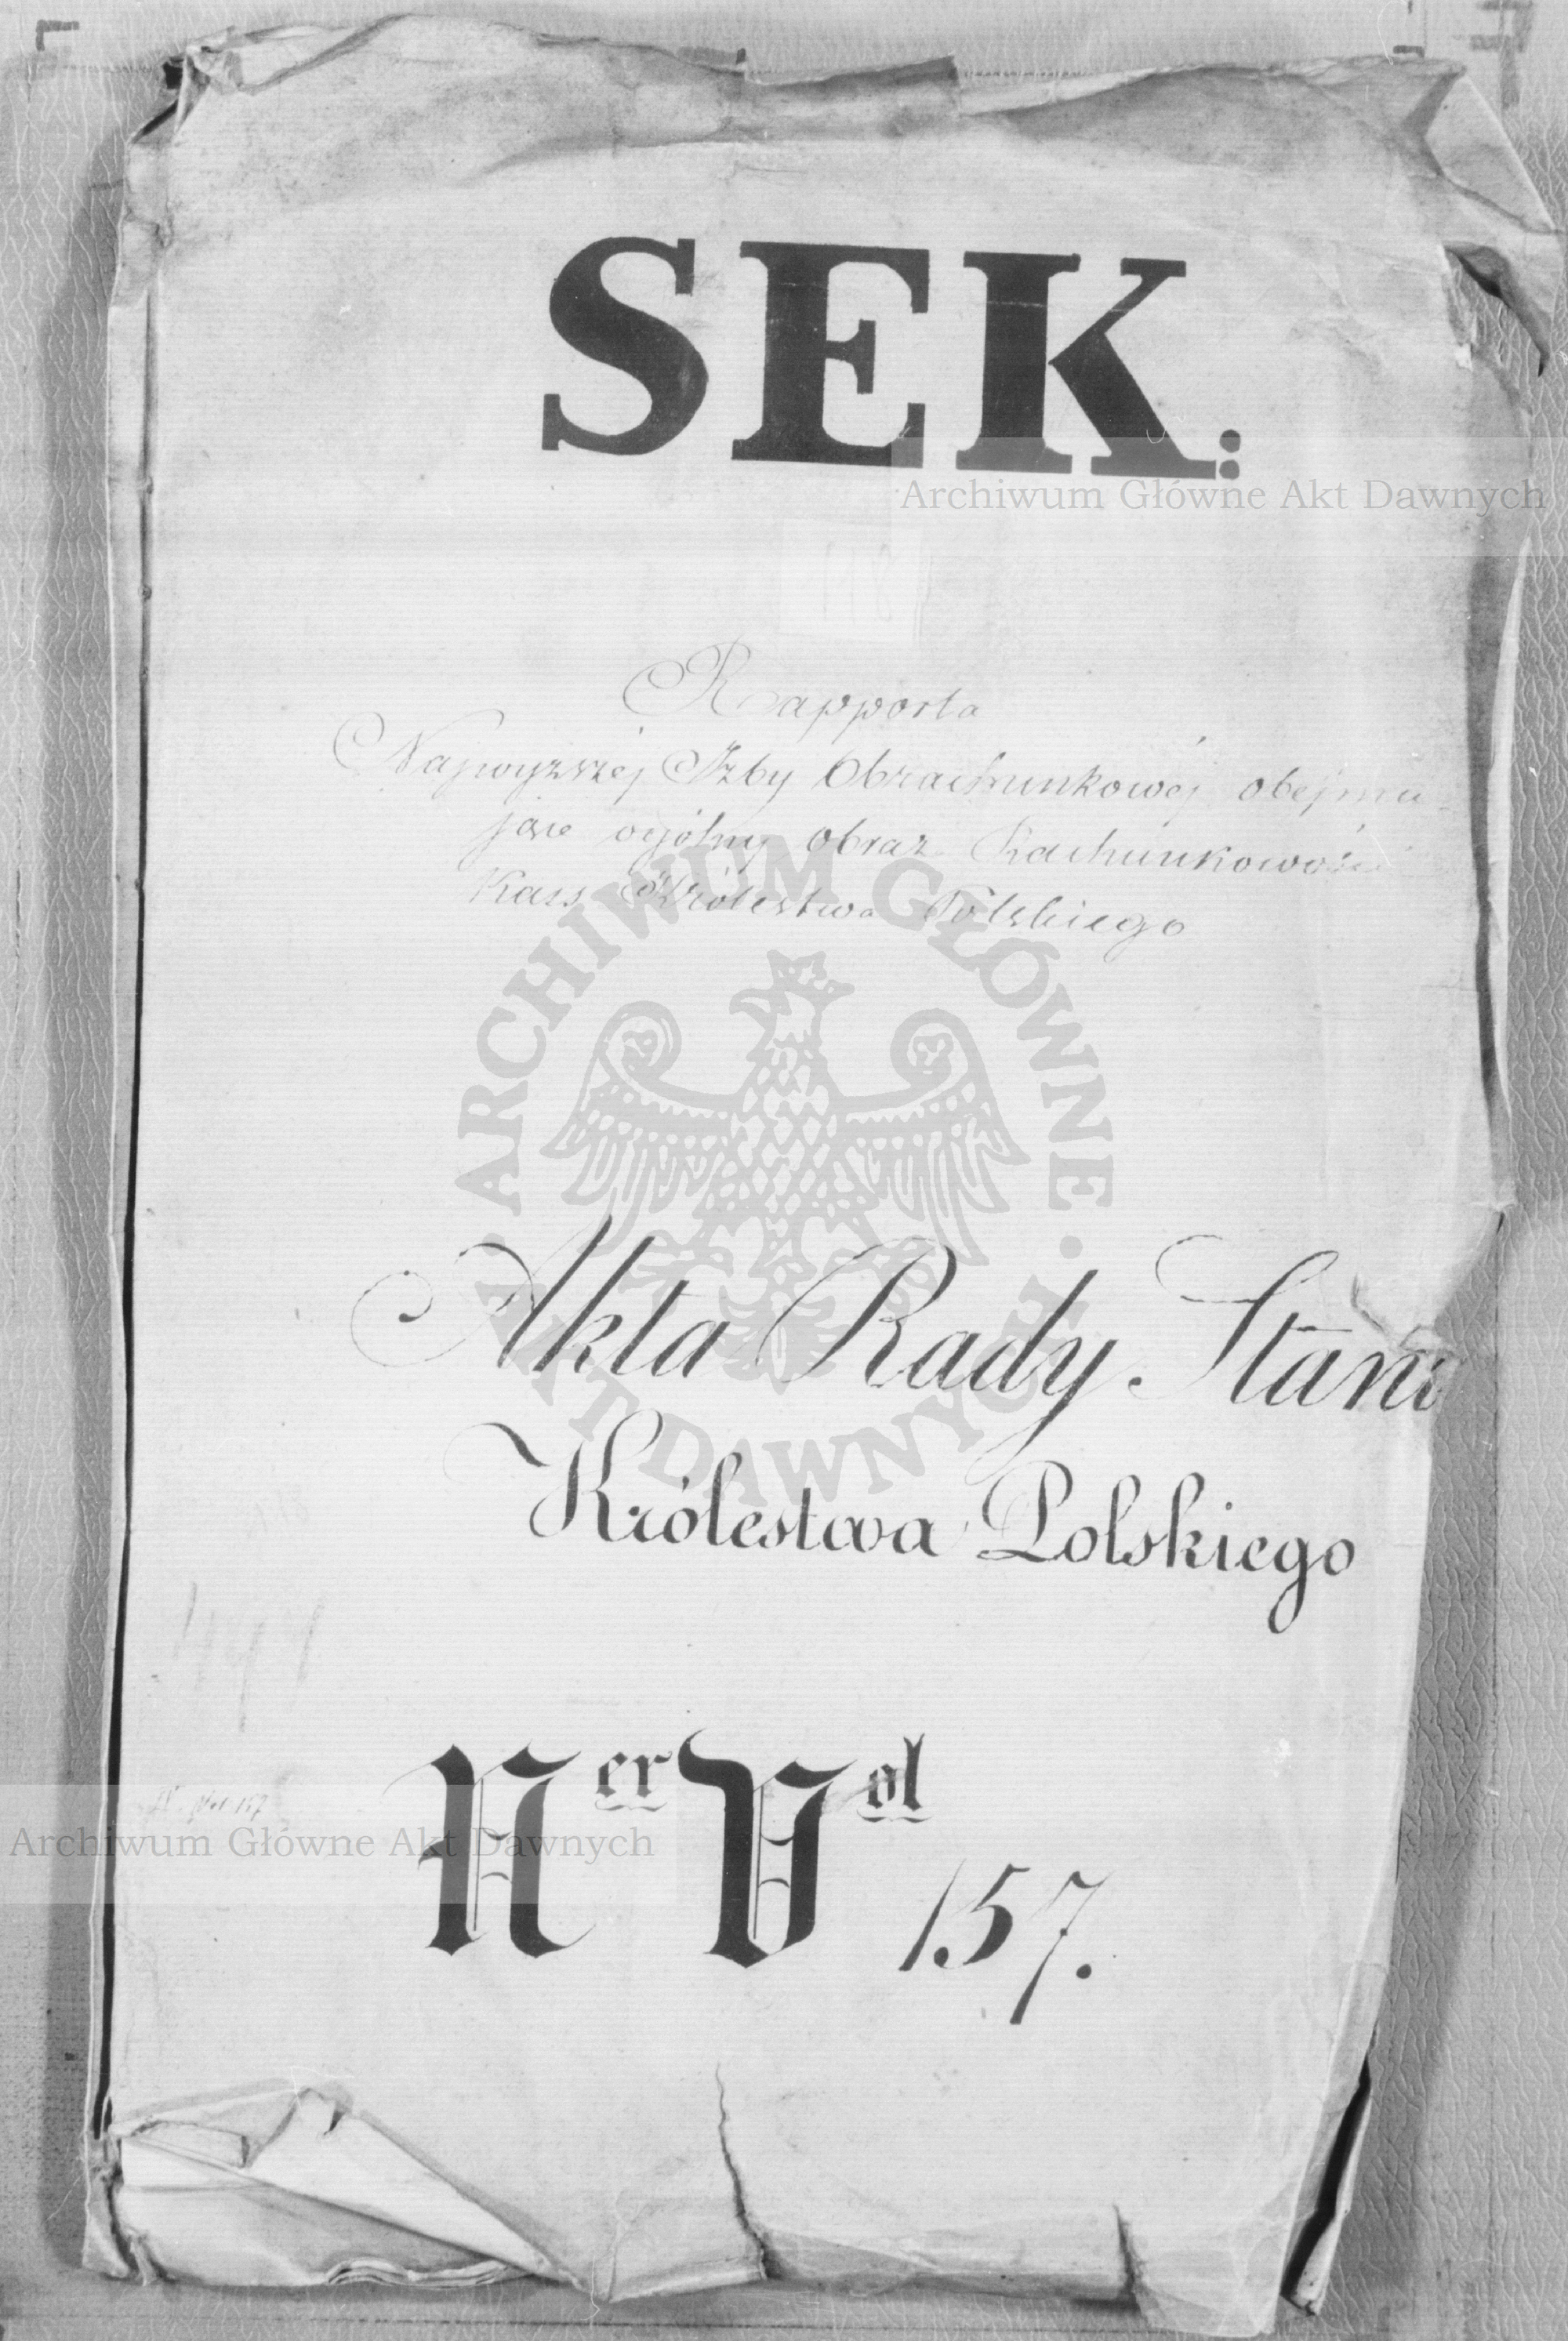 SEK:
Archiwum Główne Akt Dawnych
Rapporta
Najwyższej Izby Obrachunkowéj obejmu-
jące ogólny obraz Rachunkowości
Kass Królestwa Polskiego
ARCHIWUM GŁÓWNE • AKT DAWNYCH •
Akta Rady Stanu
Królestwa Polskiego
Ner Vol 157.
Archiwum Główne Akt Dawnych